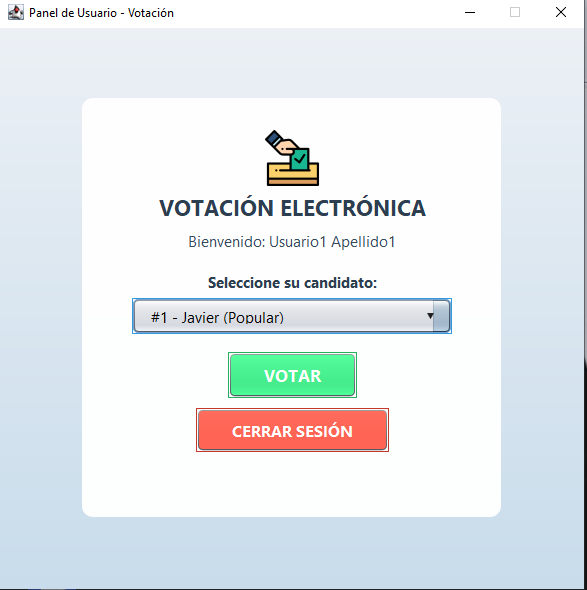 Panel de Usuario - Votación
VOTACIÓN ELECTRÓNICA
Bienvenido: Usuario1 Apellido1
Seleccione su candidato:
#1 - Javier (Popular)
VOTAR
CERRAR SESIÓN